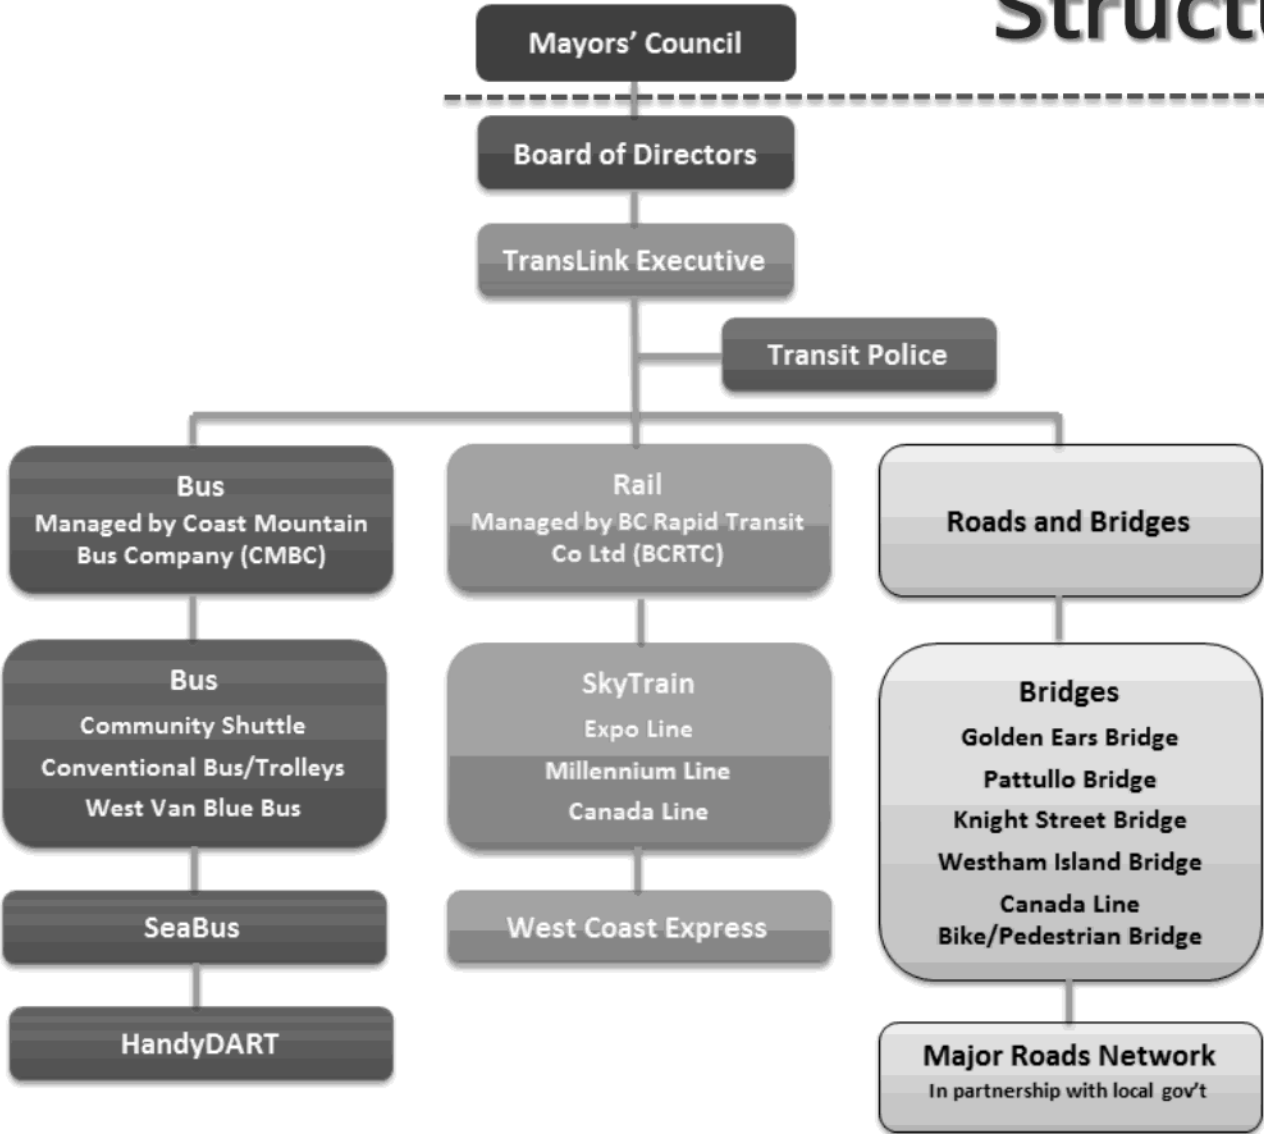 Mayors’ Council
Board of Directors
TransLink Executive
Transit Police
Bus
Managed by Coast Mountain
Bus Company (CMBC)
Rail
Managed by BC Rapid Transit
Co Ltd (BCRTC)
Roads and Bridges
Bus
Community Shuttle
Conventional Bus/Trolleys
West Van Blue Bus
SkyTrain
Expo Line
Millennium Line
Canada Line
Bridges
Golden Ears Bridge
Pattullo Bridge
Knight Street Bridge
Westham Island Bridge
Canada Line
Bike/Pedestrian Bridge
SeaBus
West Coast Express
HandyDART
Major Roads Network
In partnership with local gov’t